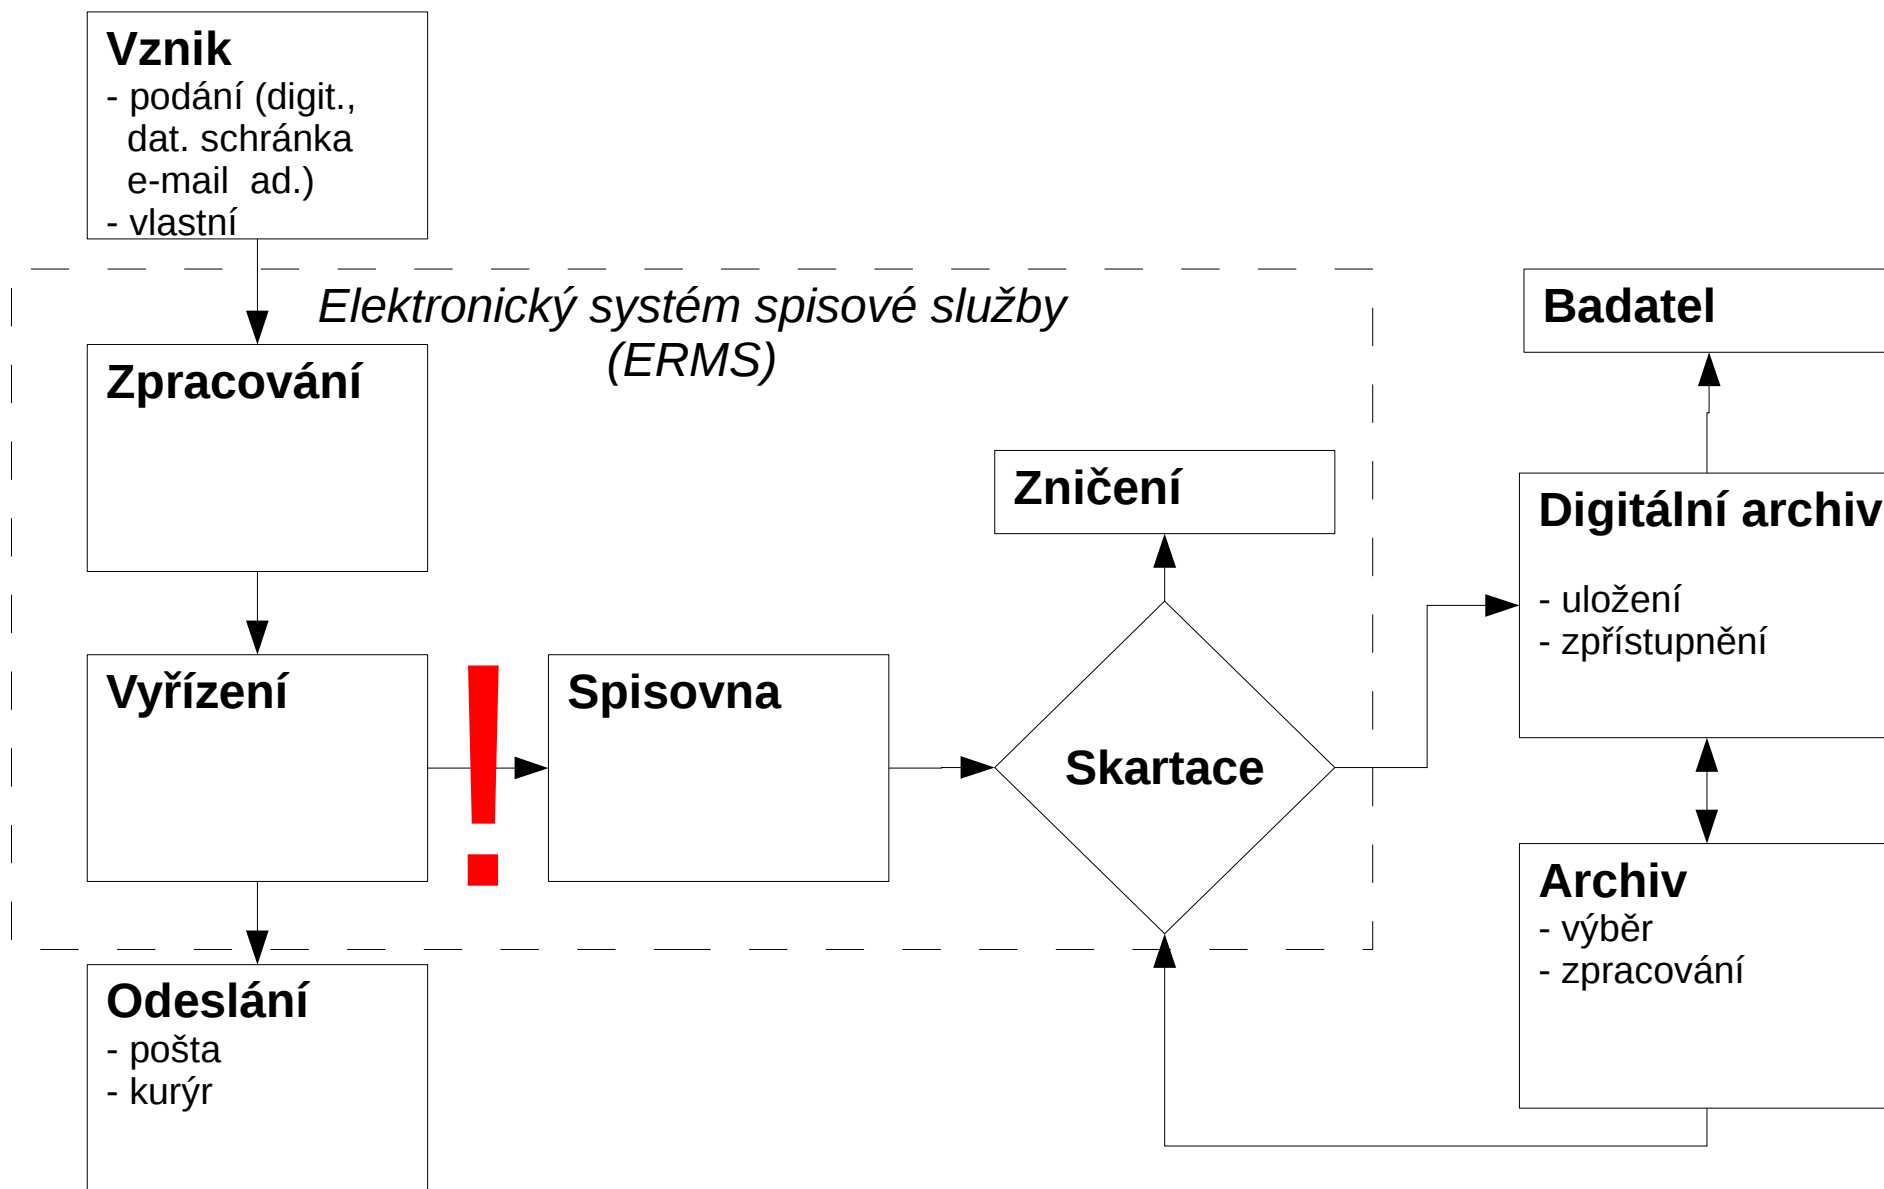 Vznik
- podání (digit.,
dat. schránka
e-mail  ad.)
- vlastní
Elektronický systém spisové služby
(ERMS)
Zpracování
Vyřízení
!
Spisovna
Zničení
Skartace
Odeslání
- pošta
- kurýr
Badatel
Digitální archiv
- uložení
- zpřístupnění
Archiv
- výběr
- zpracování